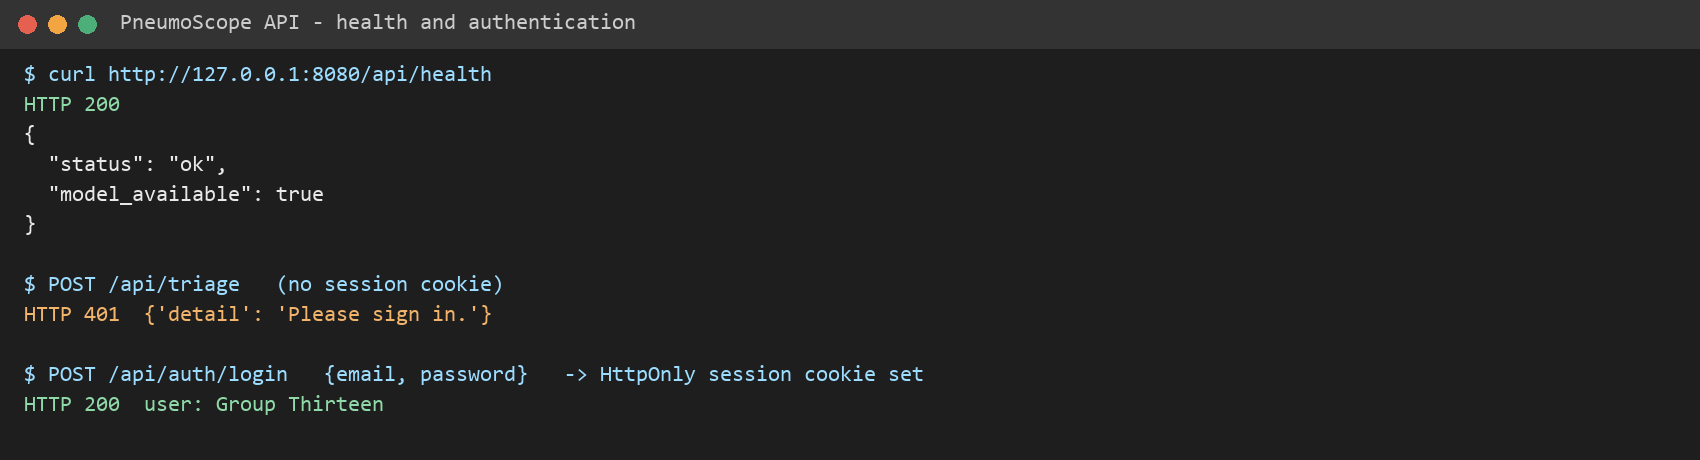 PneumoScope API - health and authentication
$ curl http://127.0.0.1:8080/api/health
HTTP 200
{
  "status": "ok",
  "model_available": true
}
$ POST /api/triage   (no session cookie)
HTTP 401  {'detail': 'Please sign in.'}
$ POST /api/auth/login   {email, password}   -> HttpOnly session cookie set
HTTP 200  user: Group Thirteen